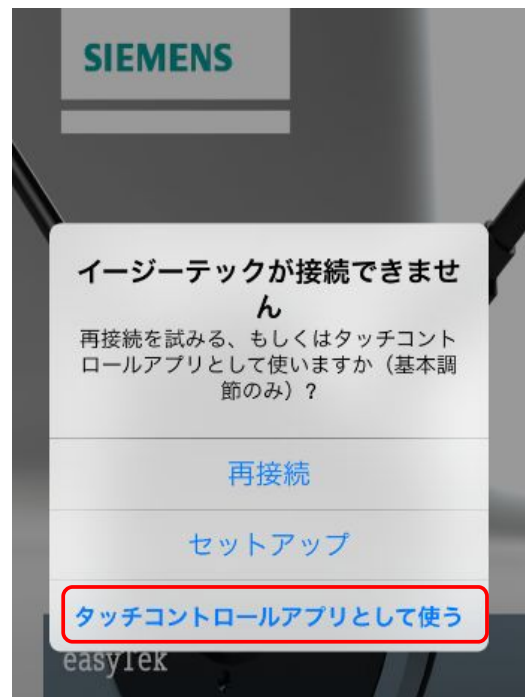 SIEMENS
イージーテックが接続できませ
ん
再接続を試みる、もしくはタッチコント
ロールアプリとして使いますか（基本調
節のみ）?
再接続
セットアップ
タッチコントロールアプリとして使う
easyTek